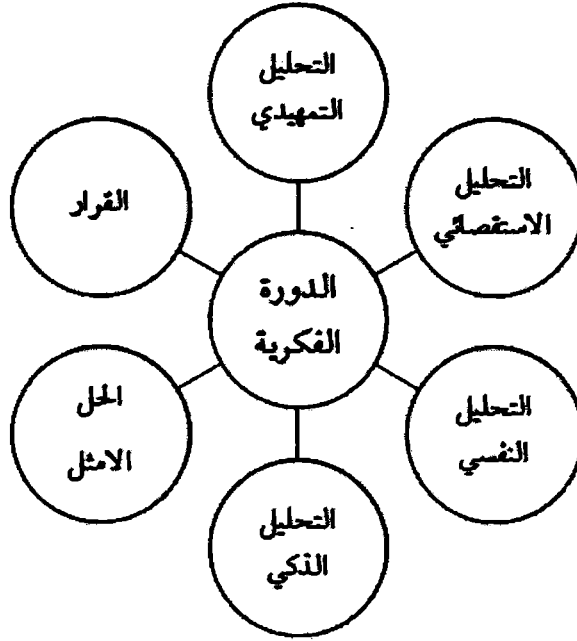 التحليل
التمهيدي
التحليل
الاستقصائي
التحليل
النفسي
التحليل
الذكي
الحل
الامثل
القرار
الدورة
الفكرية